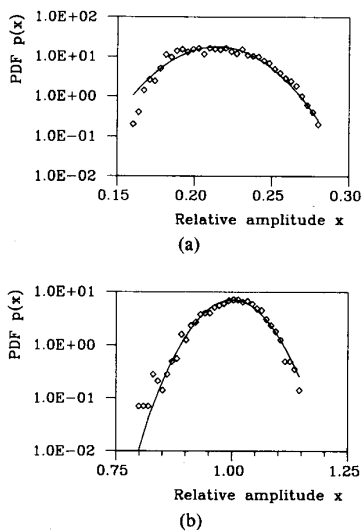 PDF p(x)
1.0E+02
1.0E+01
1.0E+00
1.0E-01
1.0E-02
0.15
0.20
0.25
0.30
Relative amplitude x
(a)
PDF p(x)
1.0E+01
1.0E+00
1.0E-01
1.0E-02
0.75
1.00
1.25
Relative amplitude x
(b)